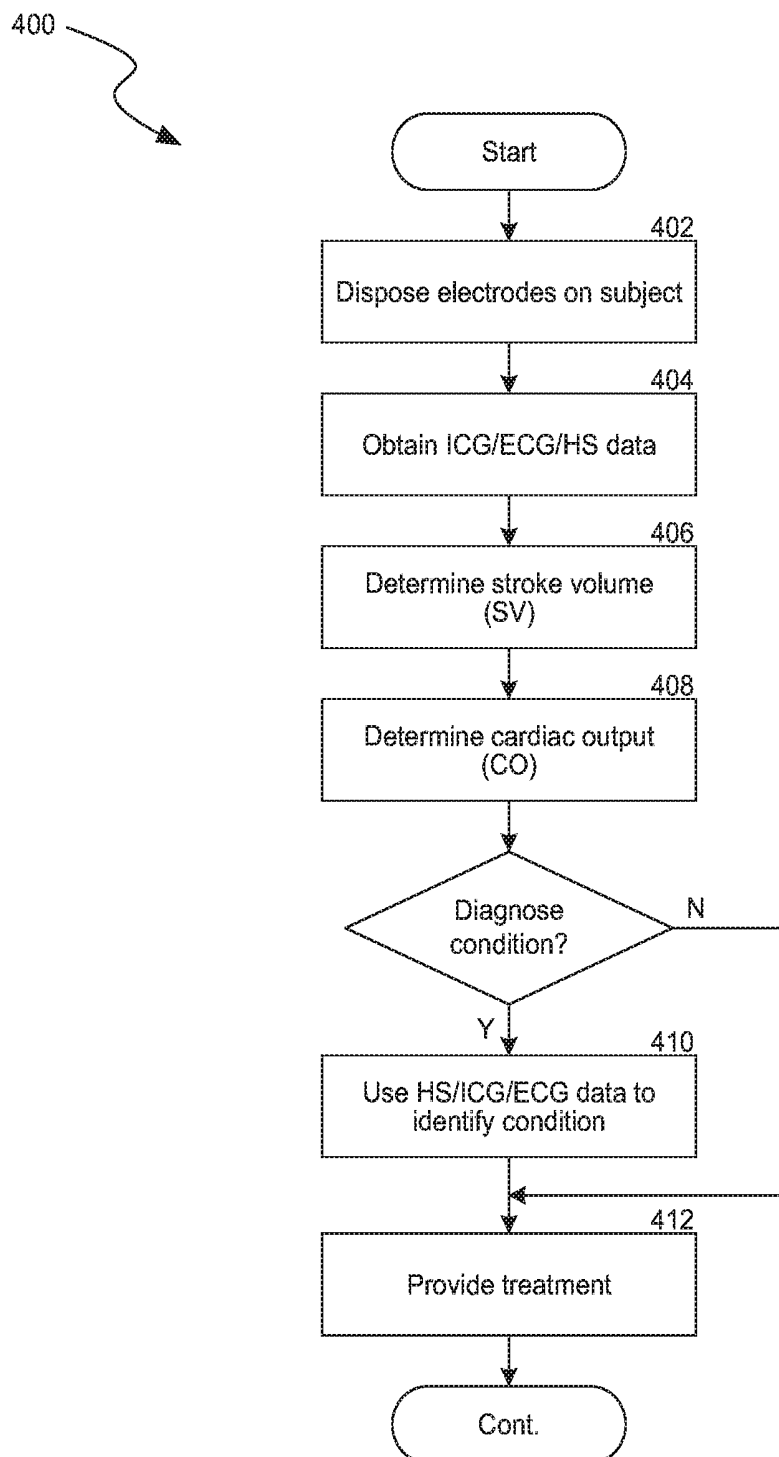 400
Start
402
Dispose electrodes on subject
404
Obtain ICG/ECG/HS data
406
Determine stroke volume
(SV)
408
Determine cardiac output
(CO)
Diagnose
condition?
N
Y
410
Use HS/ICG/ECG data to
identify condition
412
Provide treatment
Cont.